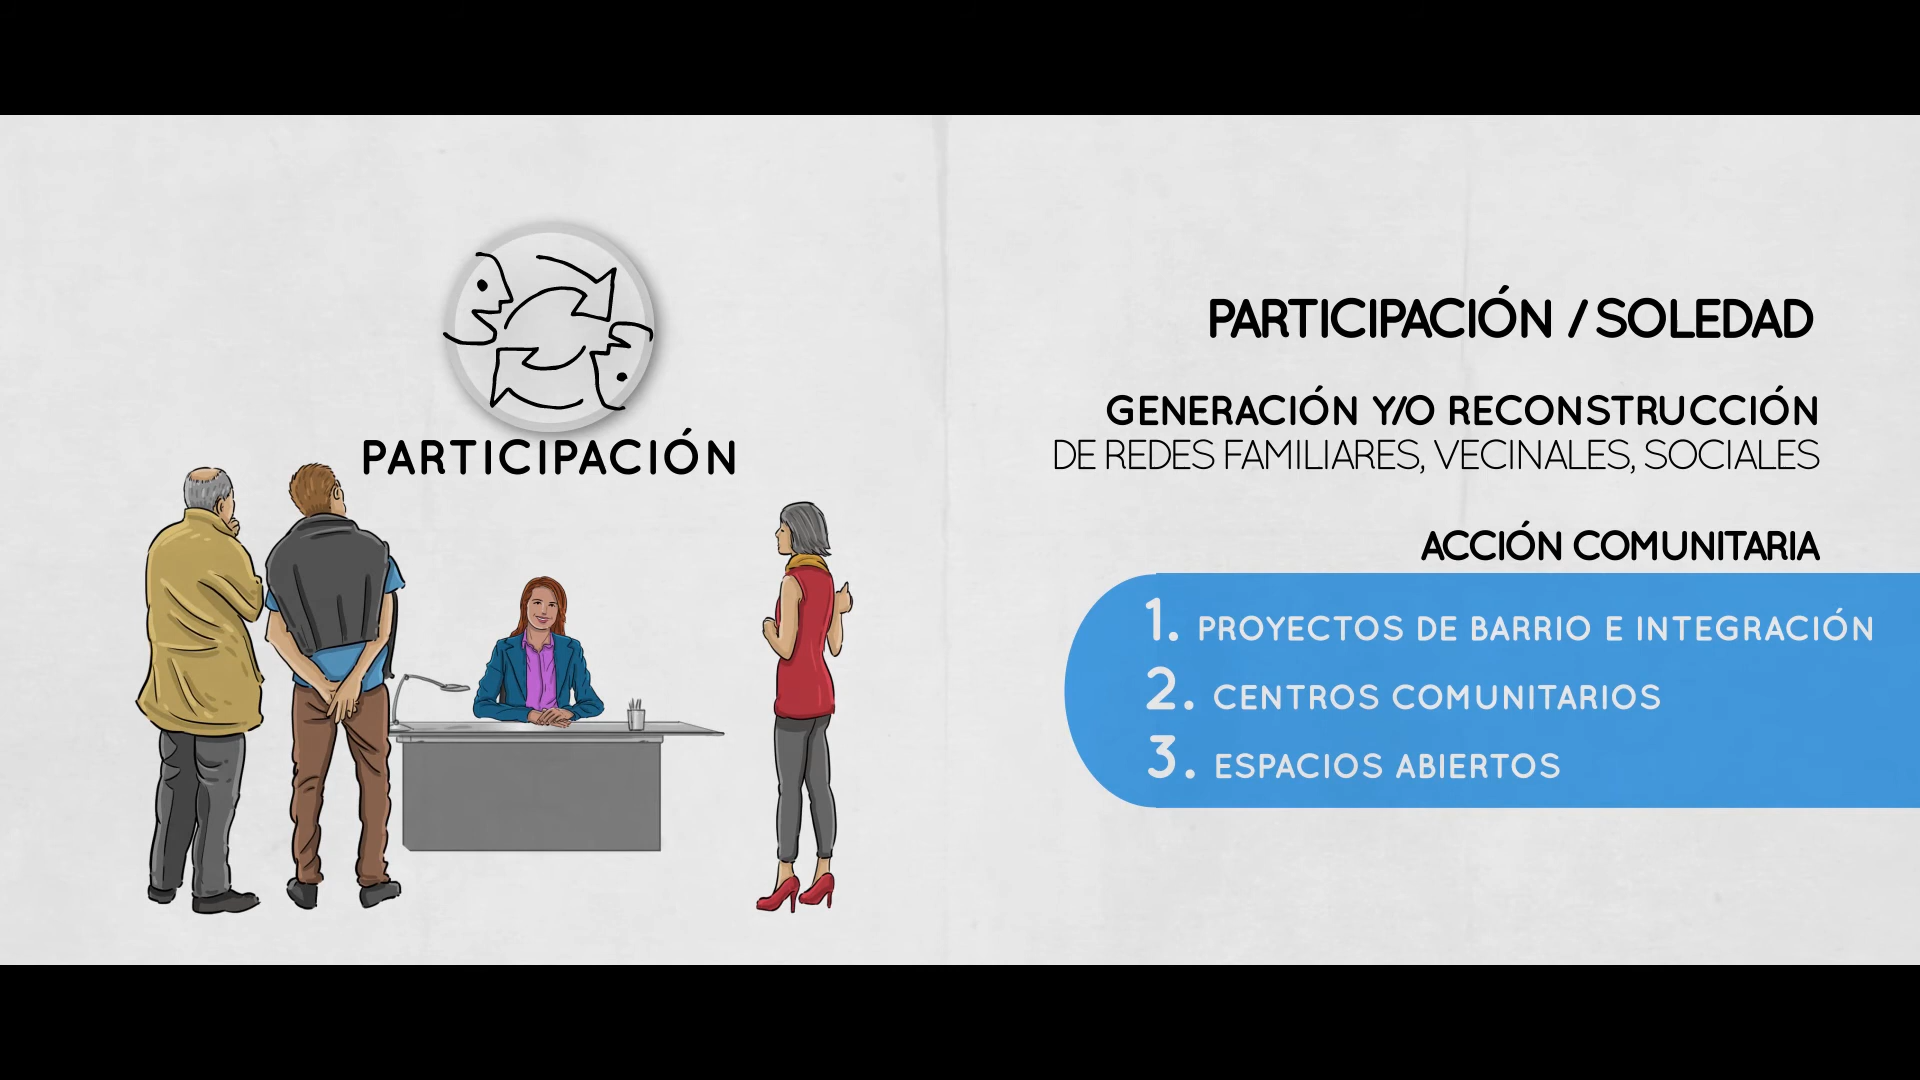 PARTICIPACIÓN
PARTICIPACIÓN / SOLEDAD
GENERACIÓN Y/O RECONSTRUCCIÓN
DE REDES FAMILIARES, VECINALES, SOCIALES
ACCIÓN COMUNITARIA
1. PROYECTOS DE BARRIO E INTEGRACIÓN
2. CENTROS COMUNITARIOS
3. ESPACIOS ABIERTOS